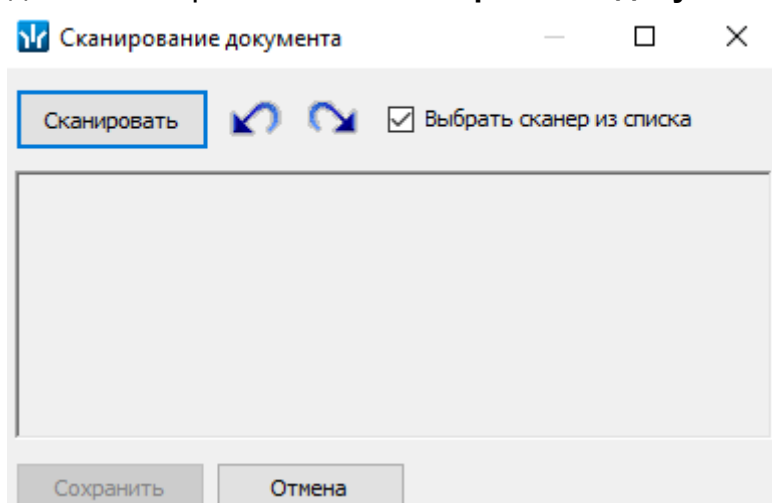 Сканирование документа
Сканировать
Выбрать сканер из списка
Сохранить
Отмена